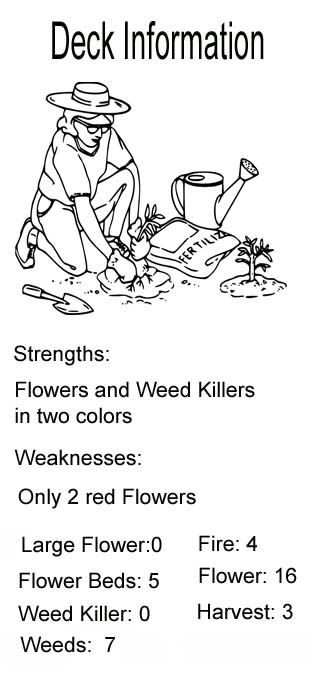 Deck Information
FERTILIZ
Strengths:
Flowers and Weed Killers
in two colors
Weaknesses:
Only 2 red Flowers
Large Flower:0 Fire: 4
Flower Beds: 5 Flower: 16
Weed Killer: 0 Harvest: 3
Weeds: 7